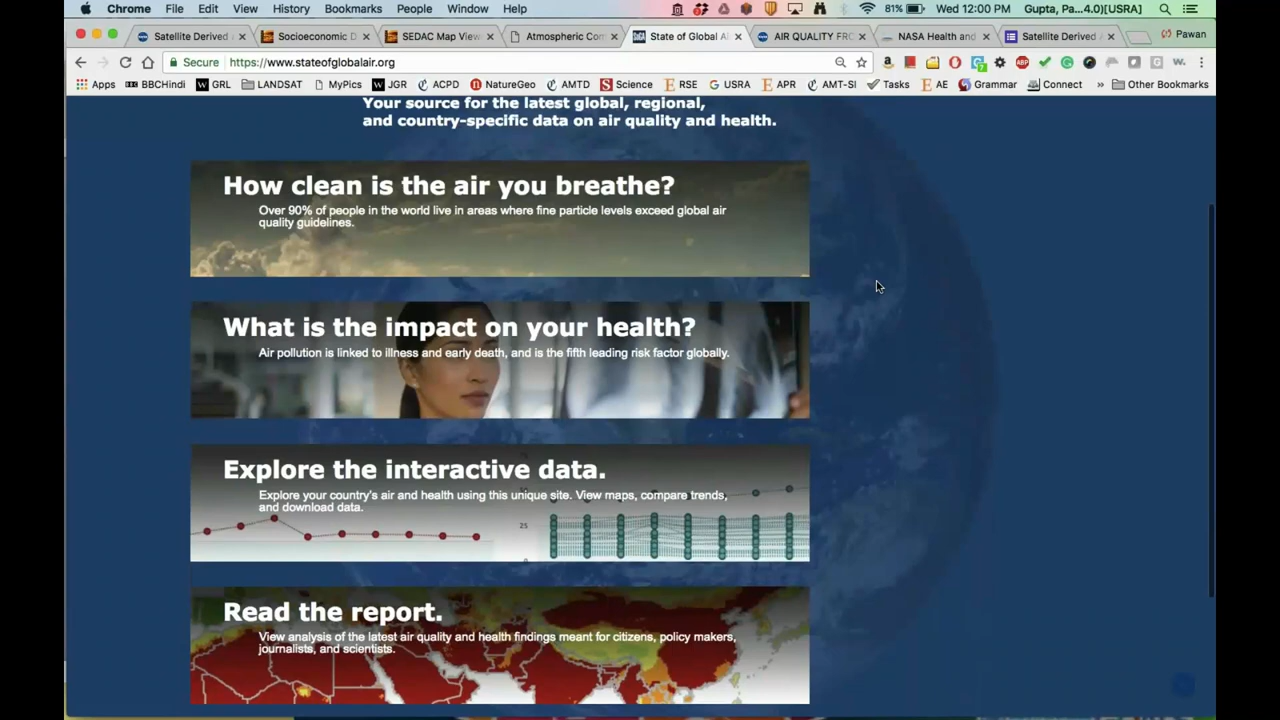 Chrome File Edit View History Bookmarks People Window Help 81% Wed 12:00 PM Gupta, Pa...4.0)[USRA]
Satellite Derived Socioeconomic D SEDAC Map View Atmospheric Com State of Global Ai AIR QUALITY FRO NASA Health and Satellite Derived Pawan
Secure https://www.stateofglobalair.org
Apps BBCHindi GRL LANDSAT MyPics JGR ACPD NatureGeo AMTD Science RSE USRA APR AMT-SI Tasks AE Grammar Connect » Other Bookmarks
Your source for the latest global, regional,
and country-specific data on air quality and health.
How clean is the air you breathe?
Over 90% of people in the world live in areas where fine particle levels exceed global air
quality guidelines.
What is the impact on your health?
Air pollution is linked to illness and early death, and is the fifth leading risk factor globally.
Explore the interactive data.
Explore your country's air and health using this unique site. View maps, compare trends,
and download data.
25
Read the report.
View analysis of the latest air quality and health findings meant for citizens, policy makers,
journalists, and scientists.